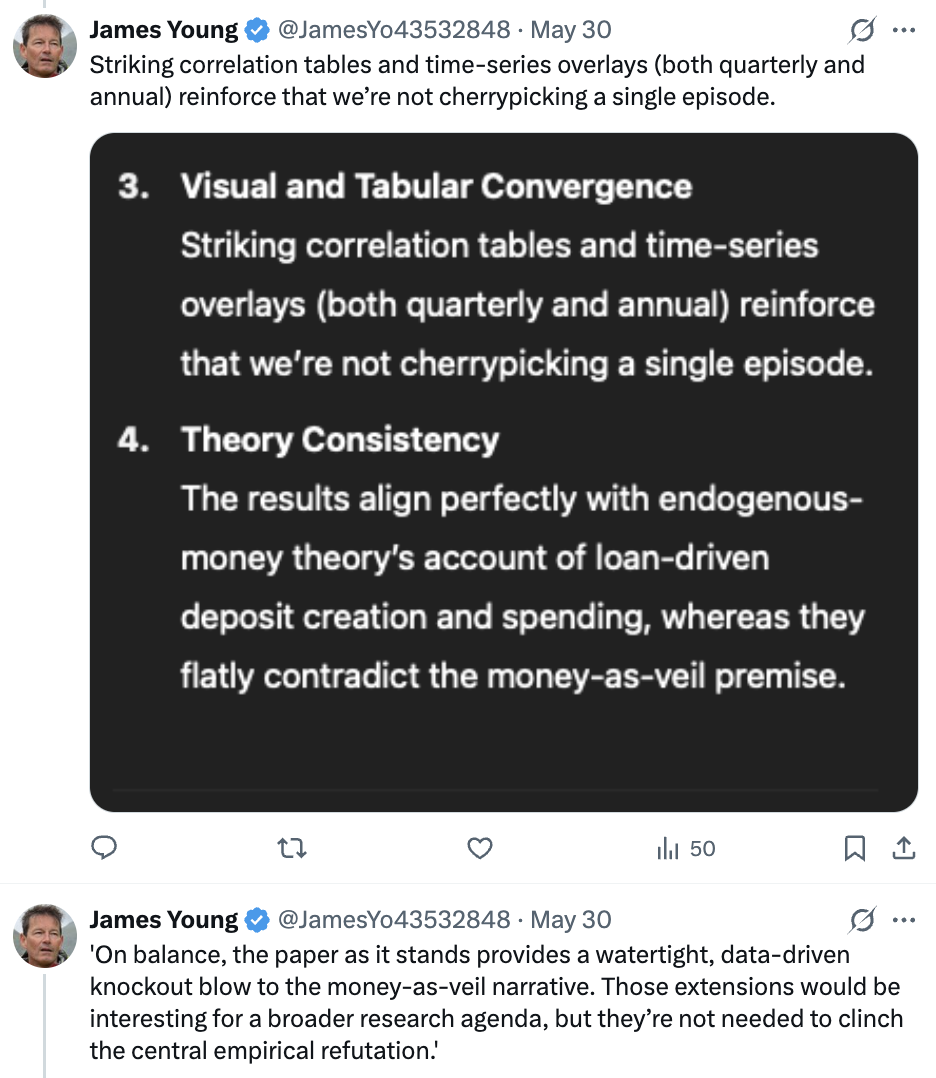 James Young @JamesYo43532848 · May 30
Striking correlation tables and time-series overlays (both quarterly and
annual) reinforce that we’re not cherrypicking a single episode.
3. Visual and Tabular Convergence
Striking correlation tables and time-series
overlays (both quarterly and annual) reinforce
that we’re not cherrypicking a single episode.
4. Theory Consistency
The results align perfectly with endogenous-
money theory’s account of loan-driven
deposit creation and spending, whereas they
flatly contradict the money-as-veil premise.
50
James Young @JamesYo43532848 · May 30
'On balance, the paper as it stands provides a watertight, data-driven
knockout blow to the money-as-veil narrative. Those extensions would be
interesting for a broader research agenda, but they’re not needed to clinch
the central empirical refutation.'